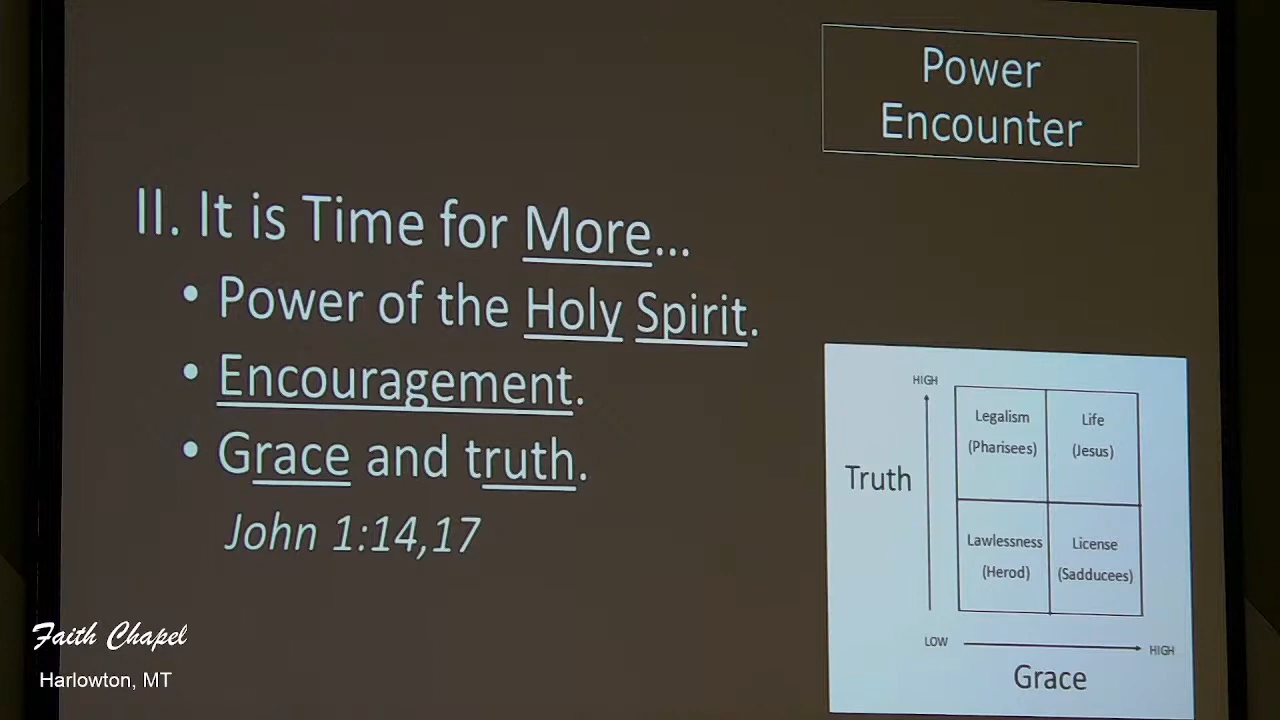 Power
Encounter
II. It is Time for More...
• Power of the Holy Spirit.
• Encouragement.
• Grace and truth.
John 1:14,17
HIGH
Truth
Legalism
(Pharisees)
Life
(Jesus)
Lawlessness
(Herod)
License
(Sadducees)
LOW
HIGH
Grace
Faith Chapel
Harlowton, MT